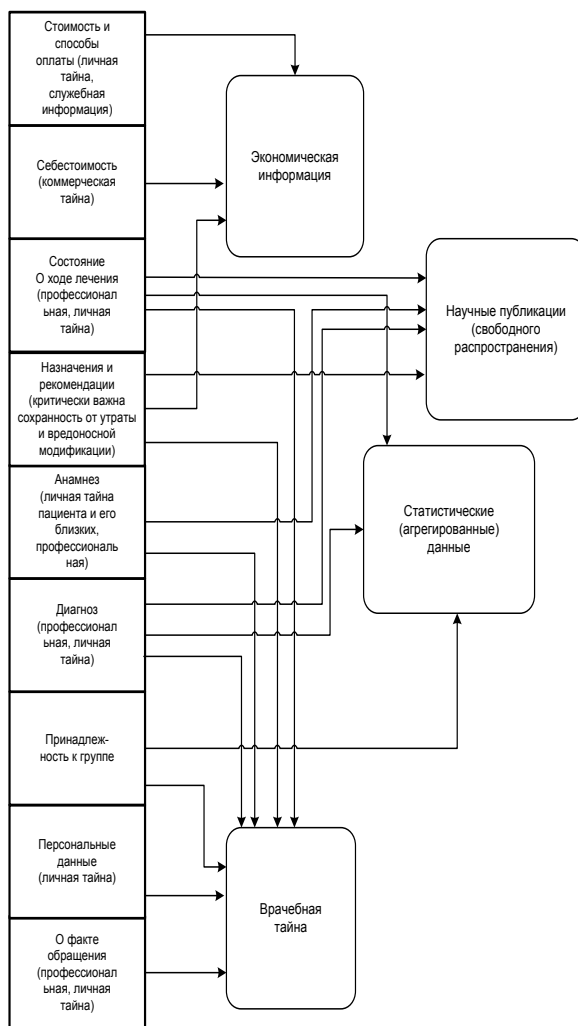 Стоимость и
способы
оплаты (личная
тайна,
служебная
информация)
Себестоимость
(коммерческая
тайна)
Состояние
О ходе лечения
(профессионал
ьная, личная
тайна)
Назначения и
рекомендации
(критически важна
сохранность от утраты
и вредоносной
модификации)
Анамнез
(личная тайна
пациента и его
близких,
профессиональ
ная)
Диагноз
(профессионал
ьная, личная
тайна)
Принадлеж-
ность к группе
Персональные
данные
(личная тайна)
О факте
обращения
(профессионал
ьная, личная
тайна)
Экономическая
информация
Научные публикации
(свободного
распространения)
Статистические
(агрегированные)
данные
Врачебная
тайна